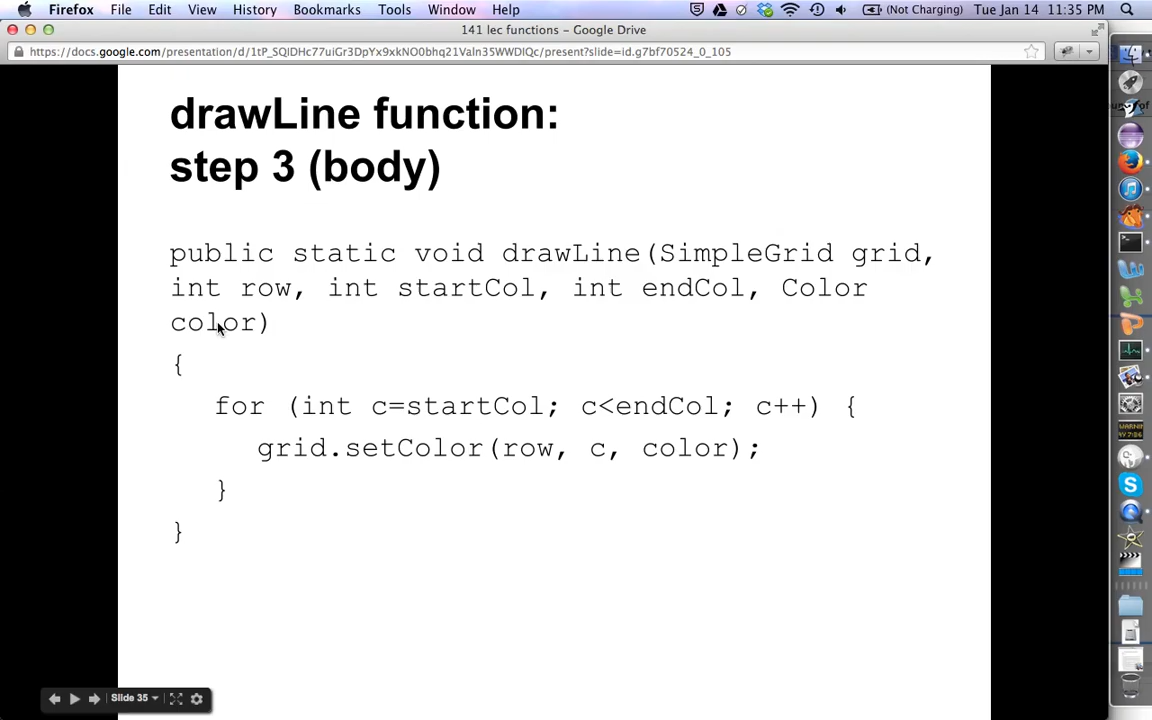 Firefox File Edit View History Bookmarks Tools Window Help (Not Charging) Tue Jan 14 11:35 PM
141 lec functions – Google Drive
https://docs.google.com/presentation/d/1tP_SQIDHc77uiGr3DpYx9xkNO0bhq21Valn35WWDlQc/present?slide=id.g7bf70524_0_105
drawLine function:
step 3 (body)
public static void drawLine(SimpleGrid grid,
int row, int startCol, int endCol, Color
color)
{
for (int c=startCol; c<endCol; c++) {
grid.setColor(row, c, color);
}
}
Slide 35